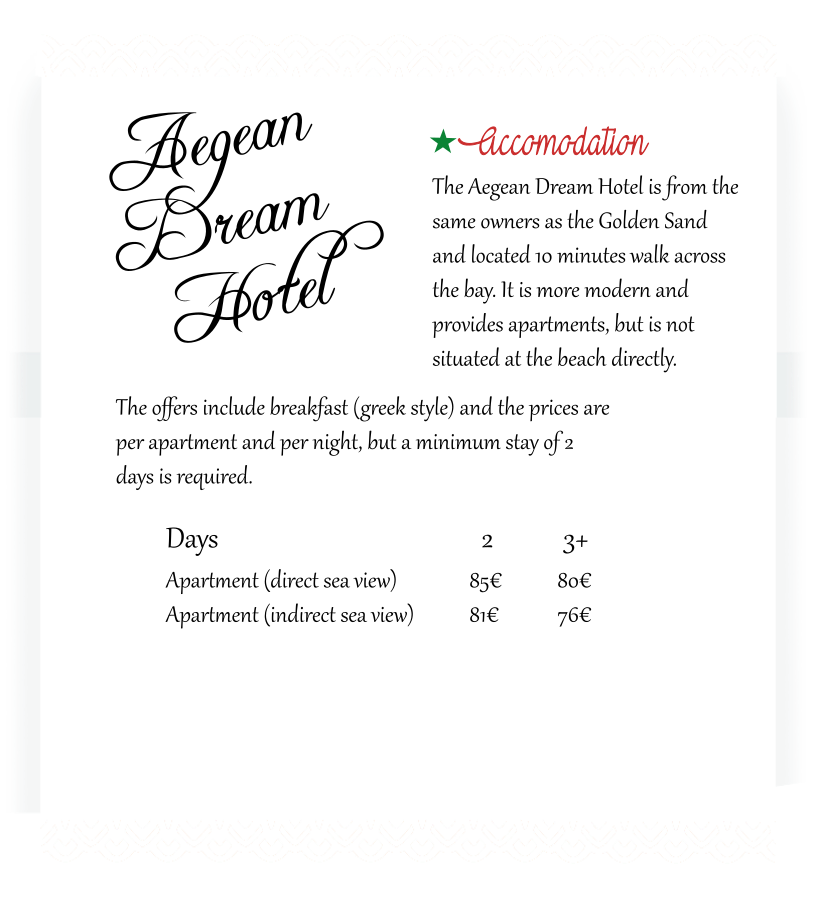 Aegean
Dream
Hotel
Accomodation
The Aegean Dream Hotel is from the
same owners as the Golden Sand
and located 10 minutes walk across
the bay. It is more modern and
provides apartments, but is not
situated at the beach directly.
The offers include breakfast (greek style) and the prices are
per apartment and per night, but a minimum stay of 2
days is required.
Days 2 3+
Apartment (direct sea view) 85€ 80€
Apartment (indirect sea view) 81€ 76€